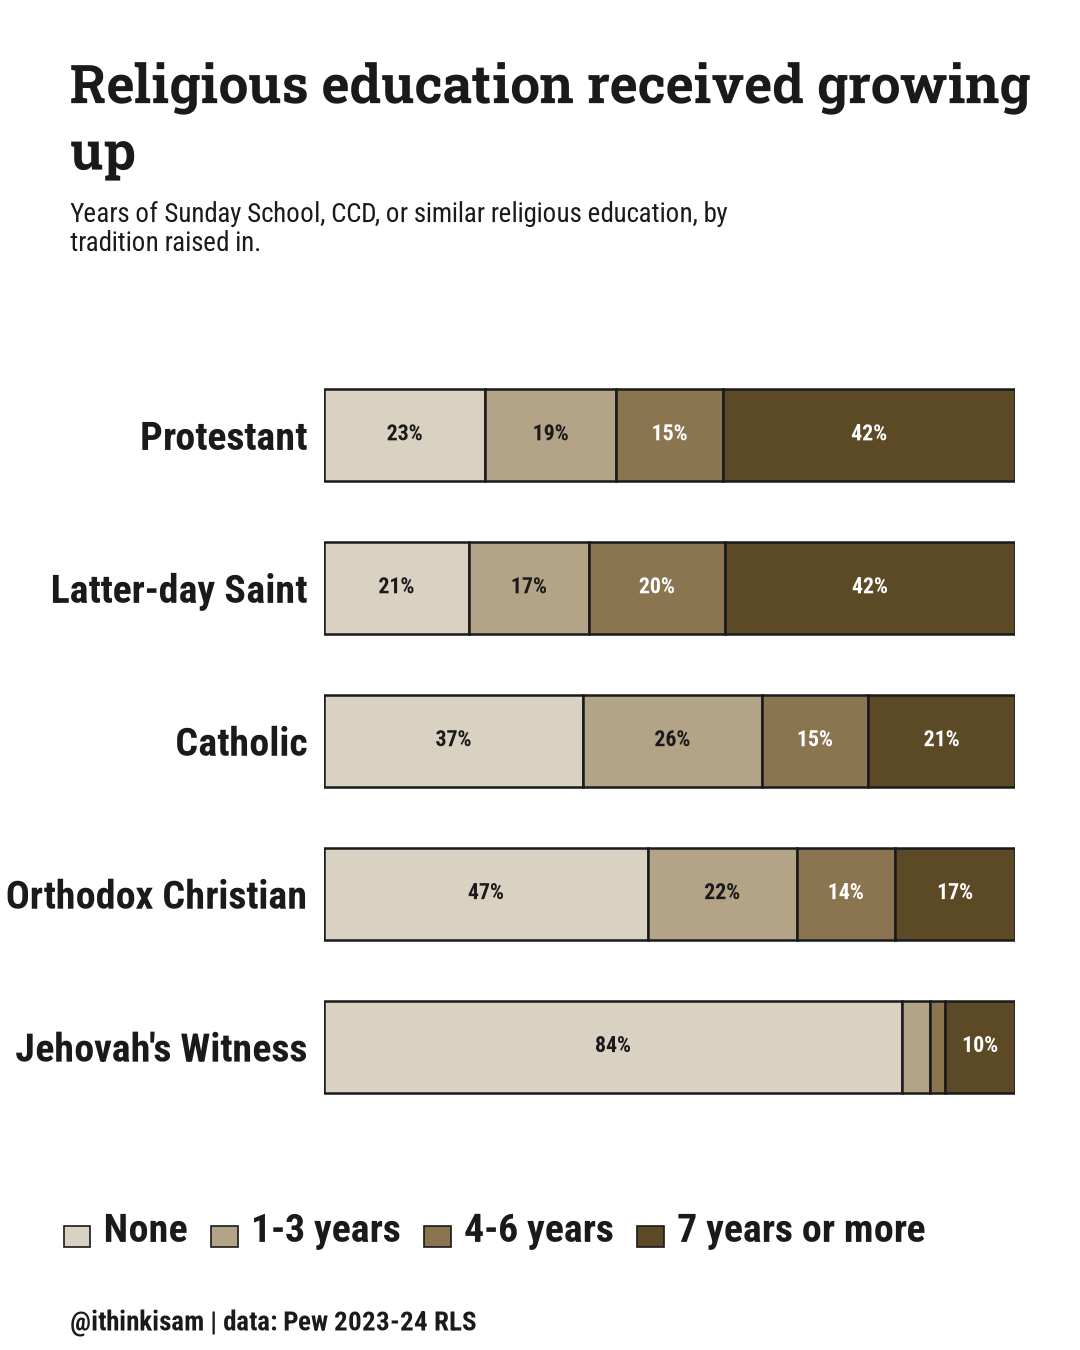 Religious education received growing
up
Years of Sunday School, CCD, or similar religious education, by
tradition raised in.
Protestant 23% 19% 15% 42%
Latter-day Saint 21% 17% 20% 42%
Catholic 37% 26% 15% 21%
Orthodox Christian 47% 22% 14% 17%
Jehovah's Witness 84% 10%
None 1-3 years 4-6 years 7 years or more
@ithinkisam | data: Pew 2023-24 RLS